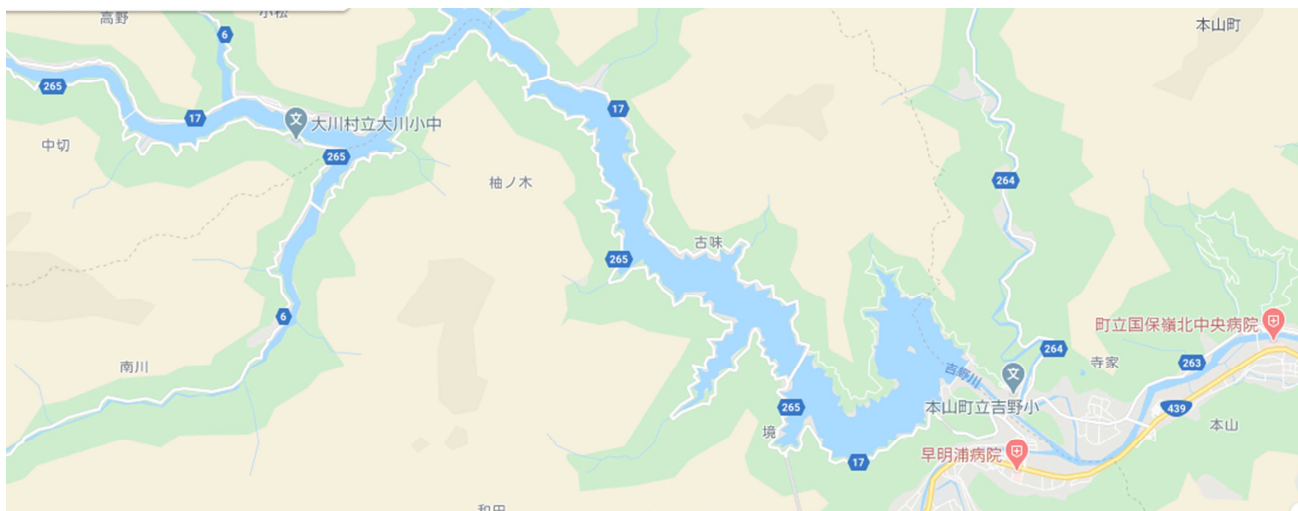 高野
小松
本山町
6
265
17
17
大川村立大川小中
中切
265
柚ノ木
264
古味
265
6
町立国保嶺北中央病院
264
寺家
263
南川
吉野川
本山町立吉野小
265
439
境
本山
早明浦病院
17
和田